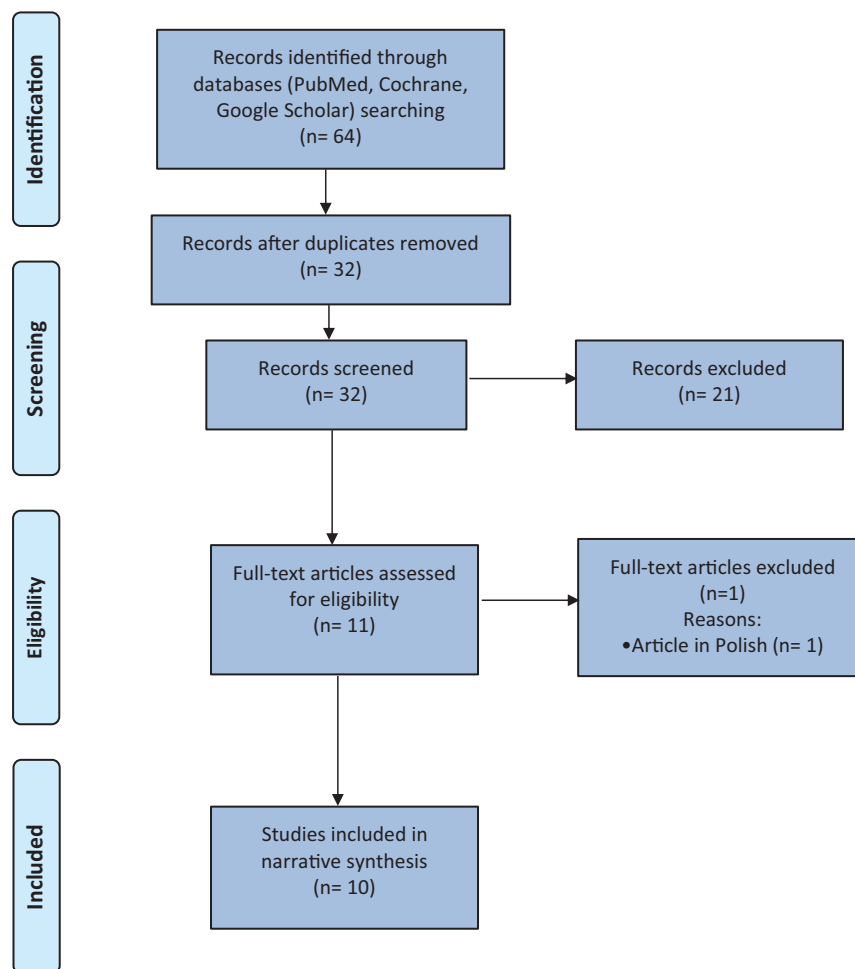 Identification
Records identified through
databases (PubMed, Cochrane,
Google Scholar) searching
(n= 64)
Records after duplicates removed
(n= 32)
Screening
Records screened
(n= 32)
Records excluded
(n= 21)
Eligibility
Full-text articles assessed
for eligibility
(n= 11)
Full-text articles excluded
(n=1)
Reasons:
•Article in Polish (n= 1)
Included
Studies included in
narrative synthesis
(n= 10)